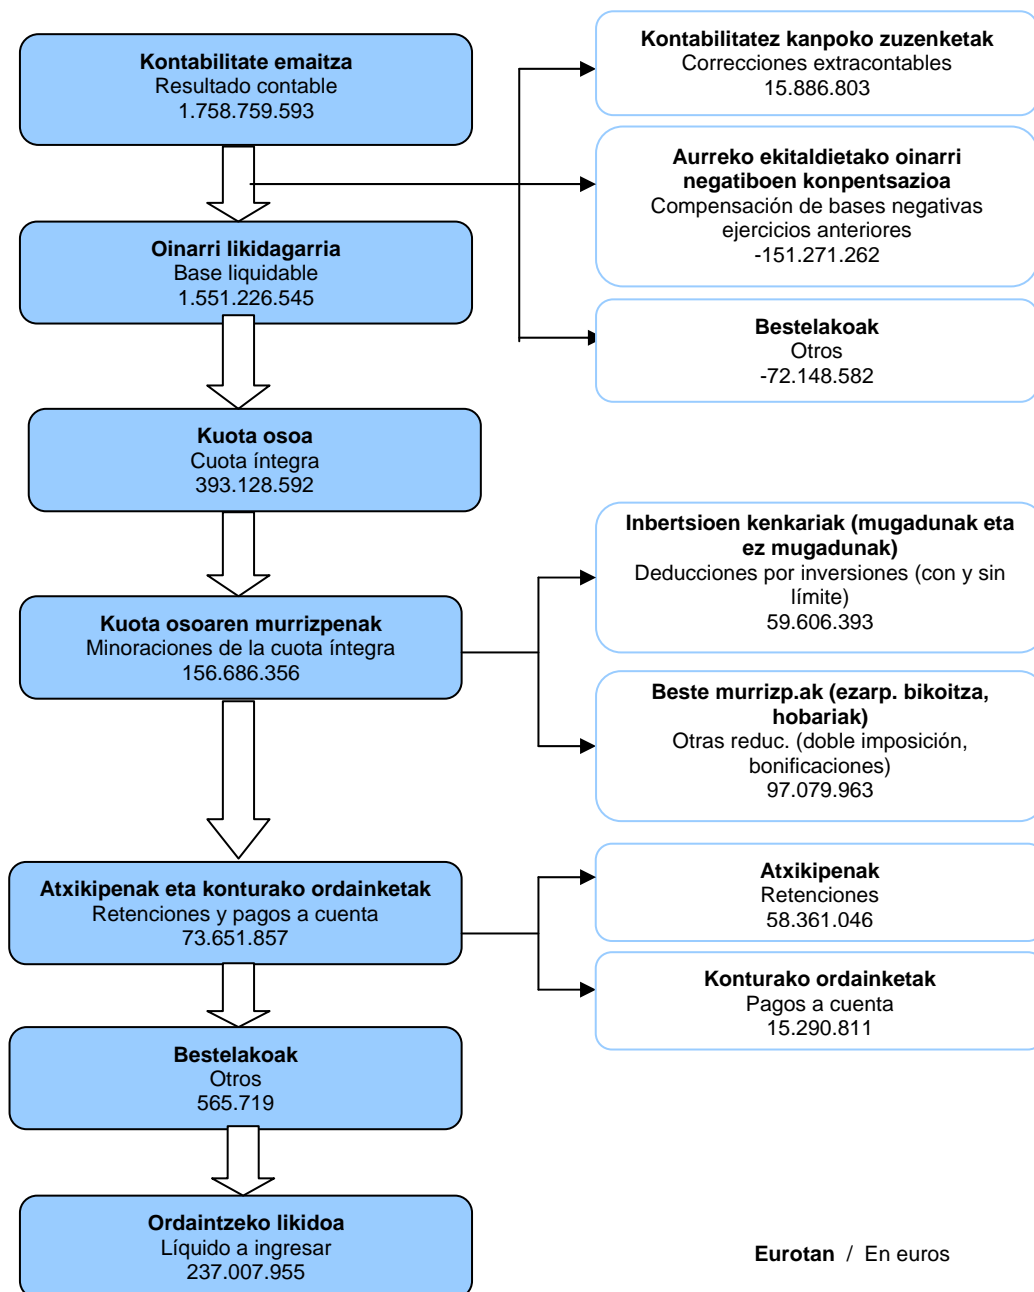 Kontabilitate emaitza
Resultado contable
1.758.759.593
Kontabilitatez kanpoko zuzenketak
Correcciones extracontables
15.886.803
Aurreko ekitaldietako oinarri
negatiboen konpentsazioa
Compensación de bases negativas
ejercicios anteriores
-151.271.262
Oinarri likidagarria
Base liquidable
1.551.226.545
Bestelakoak
Otros
-72.148.582
Kuota osoa
Cuota íntegra
393.128.592
Inbertsioen kenkariak (mugadunak eta
ez mugadunak)
Deducciones por inversiones (con y sin
límite)
59.606.393
Kuota osoaren murrizpenak
Minoraciones de la cuota íntegra
156.686.356
Beste murrizp.ak (ezarp. bikoitza,
hobariak)
Otras reduc. (doble imposición,
bonificaciones)
97.079.963
Atxikipenak eta konturako ordainketak
Retenciones y pagos a cuenta
73.651.857
Atxikipenak
Retenciones
58.361.046
Konturako ordainketak
Pagos a cuenta
15.290.811
Bestelakoak
Otros
565.719
Ordaintzeko likidoa
Líquido a ingresar
237.007.955
Eurotan / En euros